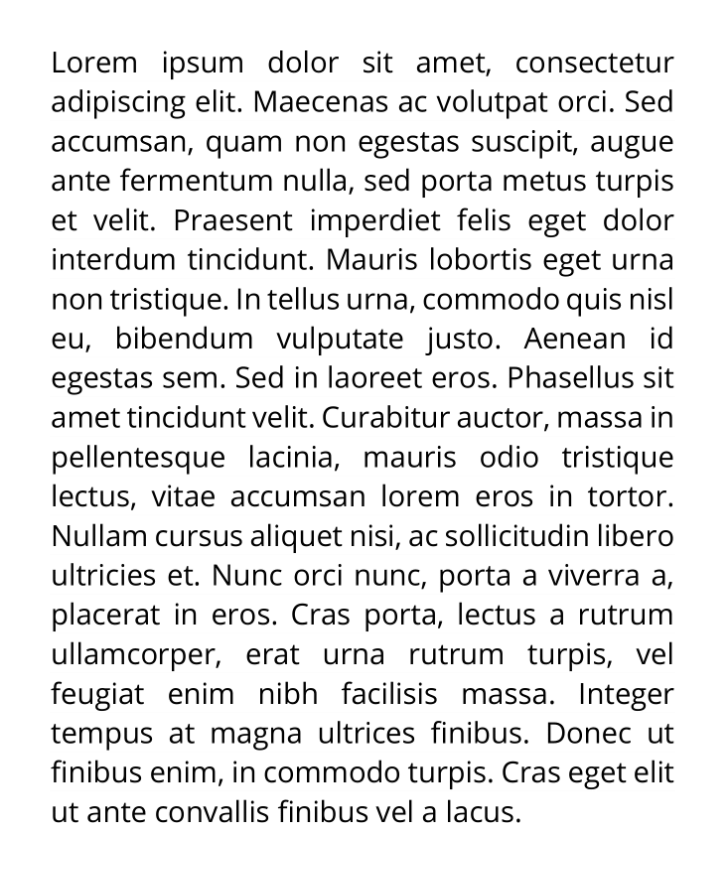 Lorem ipsum dolor sit amet, consectetur
adipiscing elit. Maecenas ac volutpat orci. Sed
accumsan, quam non egestas suscipit, augue
ante fermentum nulla, sed porta metus turpis
et velit. Praesent imperdiet felis eget dolor
interdum tincidunt. Mauris lobortis eget urna
non tristique. In tellus urna, commodo quis nisl
eu, bibendum vulputate justo. Aenean id
egestas sem. Sed in laoreet eros. Phasellus sit
amet tincidunt velit. Curabitur auctor, massa in
pellentesque lacinia, mauris odio tristique
lectus, vitae accumsan lorem eros in tortor.
Nullam cursus aliquet nisi, ac sollicitudin libero
ultricies et. Nunc orci nunc, porta a viverra a,
placerat in eros. Cras porta, lectus a rutrum
ullamcorper, erat urna rutrum turpis, vel
feugiat enim nibh facilisis massa. Integer
tempus at magna ultrices finibus. Donec ut
finibus enim, in commodo turpis. Cras eget elit
ut ante convallis finibus vel a lacus.